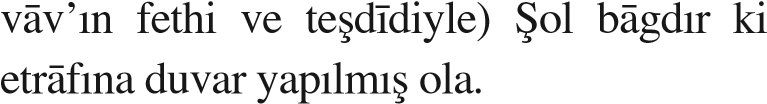 vāv’ın fethi ve teşdīdiyle) Şol bāgdır ki
etrāfına duvar yapılmış ola.